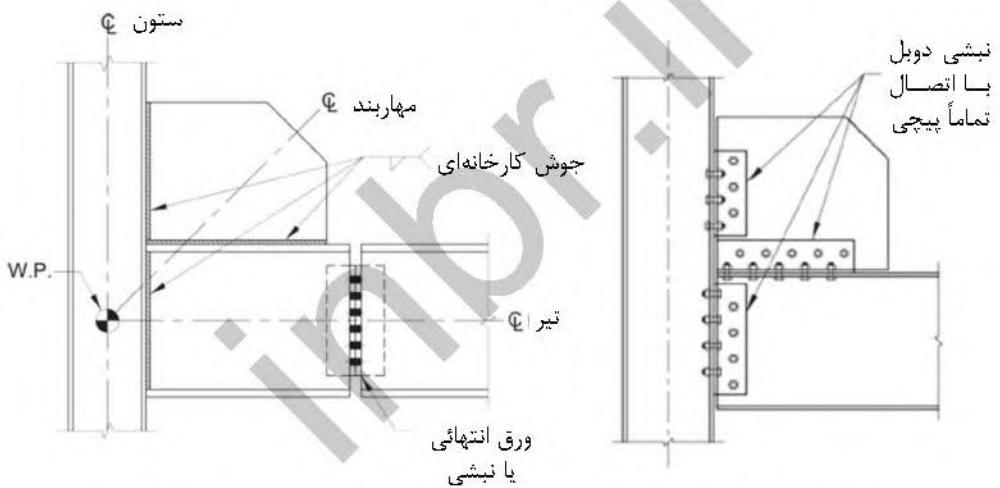 ℄ ستون
℄ مهاربند
جوش کارخانه‌ای
W.P.
℄ تیر
ورق انتهائی
یا نبشی
نبشی دوبل
با اتصال
تماماً پیچی
inbr.ir